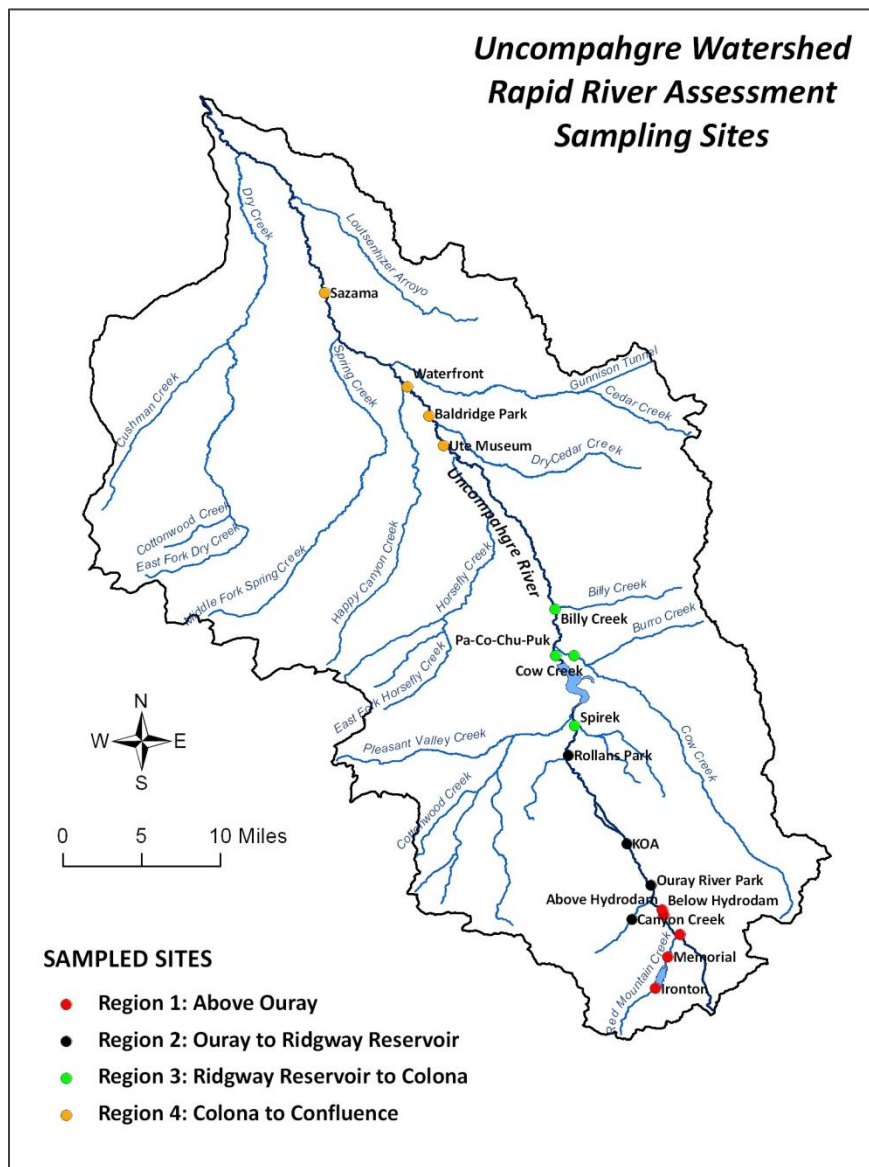 Uncompahgre Watershed
Rapid River Assessment
Sampling Sites
Dry Creek
Loutsenhizer Arroyo
Sazama
Spring Creek
Cushman Creek
Waterfront
Gunnison Tunnel
Cedar Creek
Baldridge Park
Ute Museum
DryCedar Creek
Uncompahgre River
Cottonwood Creek
East Fork Dry Creek
Middle Fork Spring Creek
Happy Canyon Creek
Horsefly Creek
Billy Creek
Billy Creek
Burro Creek
Pa-Co-Chu-Puk
Cow Creek
East Fork Horsefly Creek
Spirek
Pleasant Valley Creek
Rollans Park
Cow Creek
Cottonwood Creek
N
W
E
S
0 5 10 Miles
KOA
Ouray River Park
Above Hydrodam
Below Hydrodam
Canyon Creek
Memorial
Red Mountain Creek
Ironton
SAMPLED SITES
Region 1: Above Ouray
Region 2: Ouray to Ridgway Reservoir
Region 3: Ridgway Reservoir to Colona
Region 4: Colona to Confluence